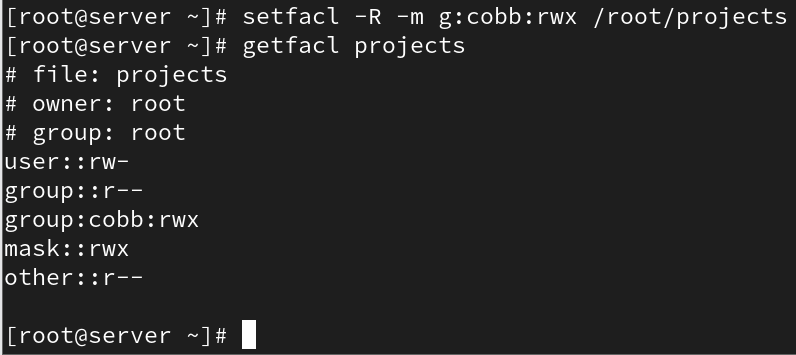 [root@server ~]# setfacl -R -m g:cobb:rwx /root/projects
[root@server ~]# getfacl projects
# file: projects
# owner: root
# group: root
user::rw-
group::r--
group:cobb:rwx
mask::rwx
other::r--
[root@server ~]#